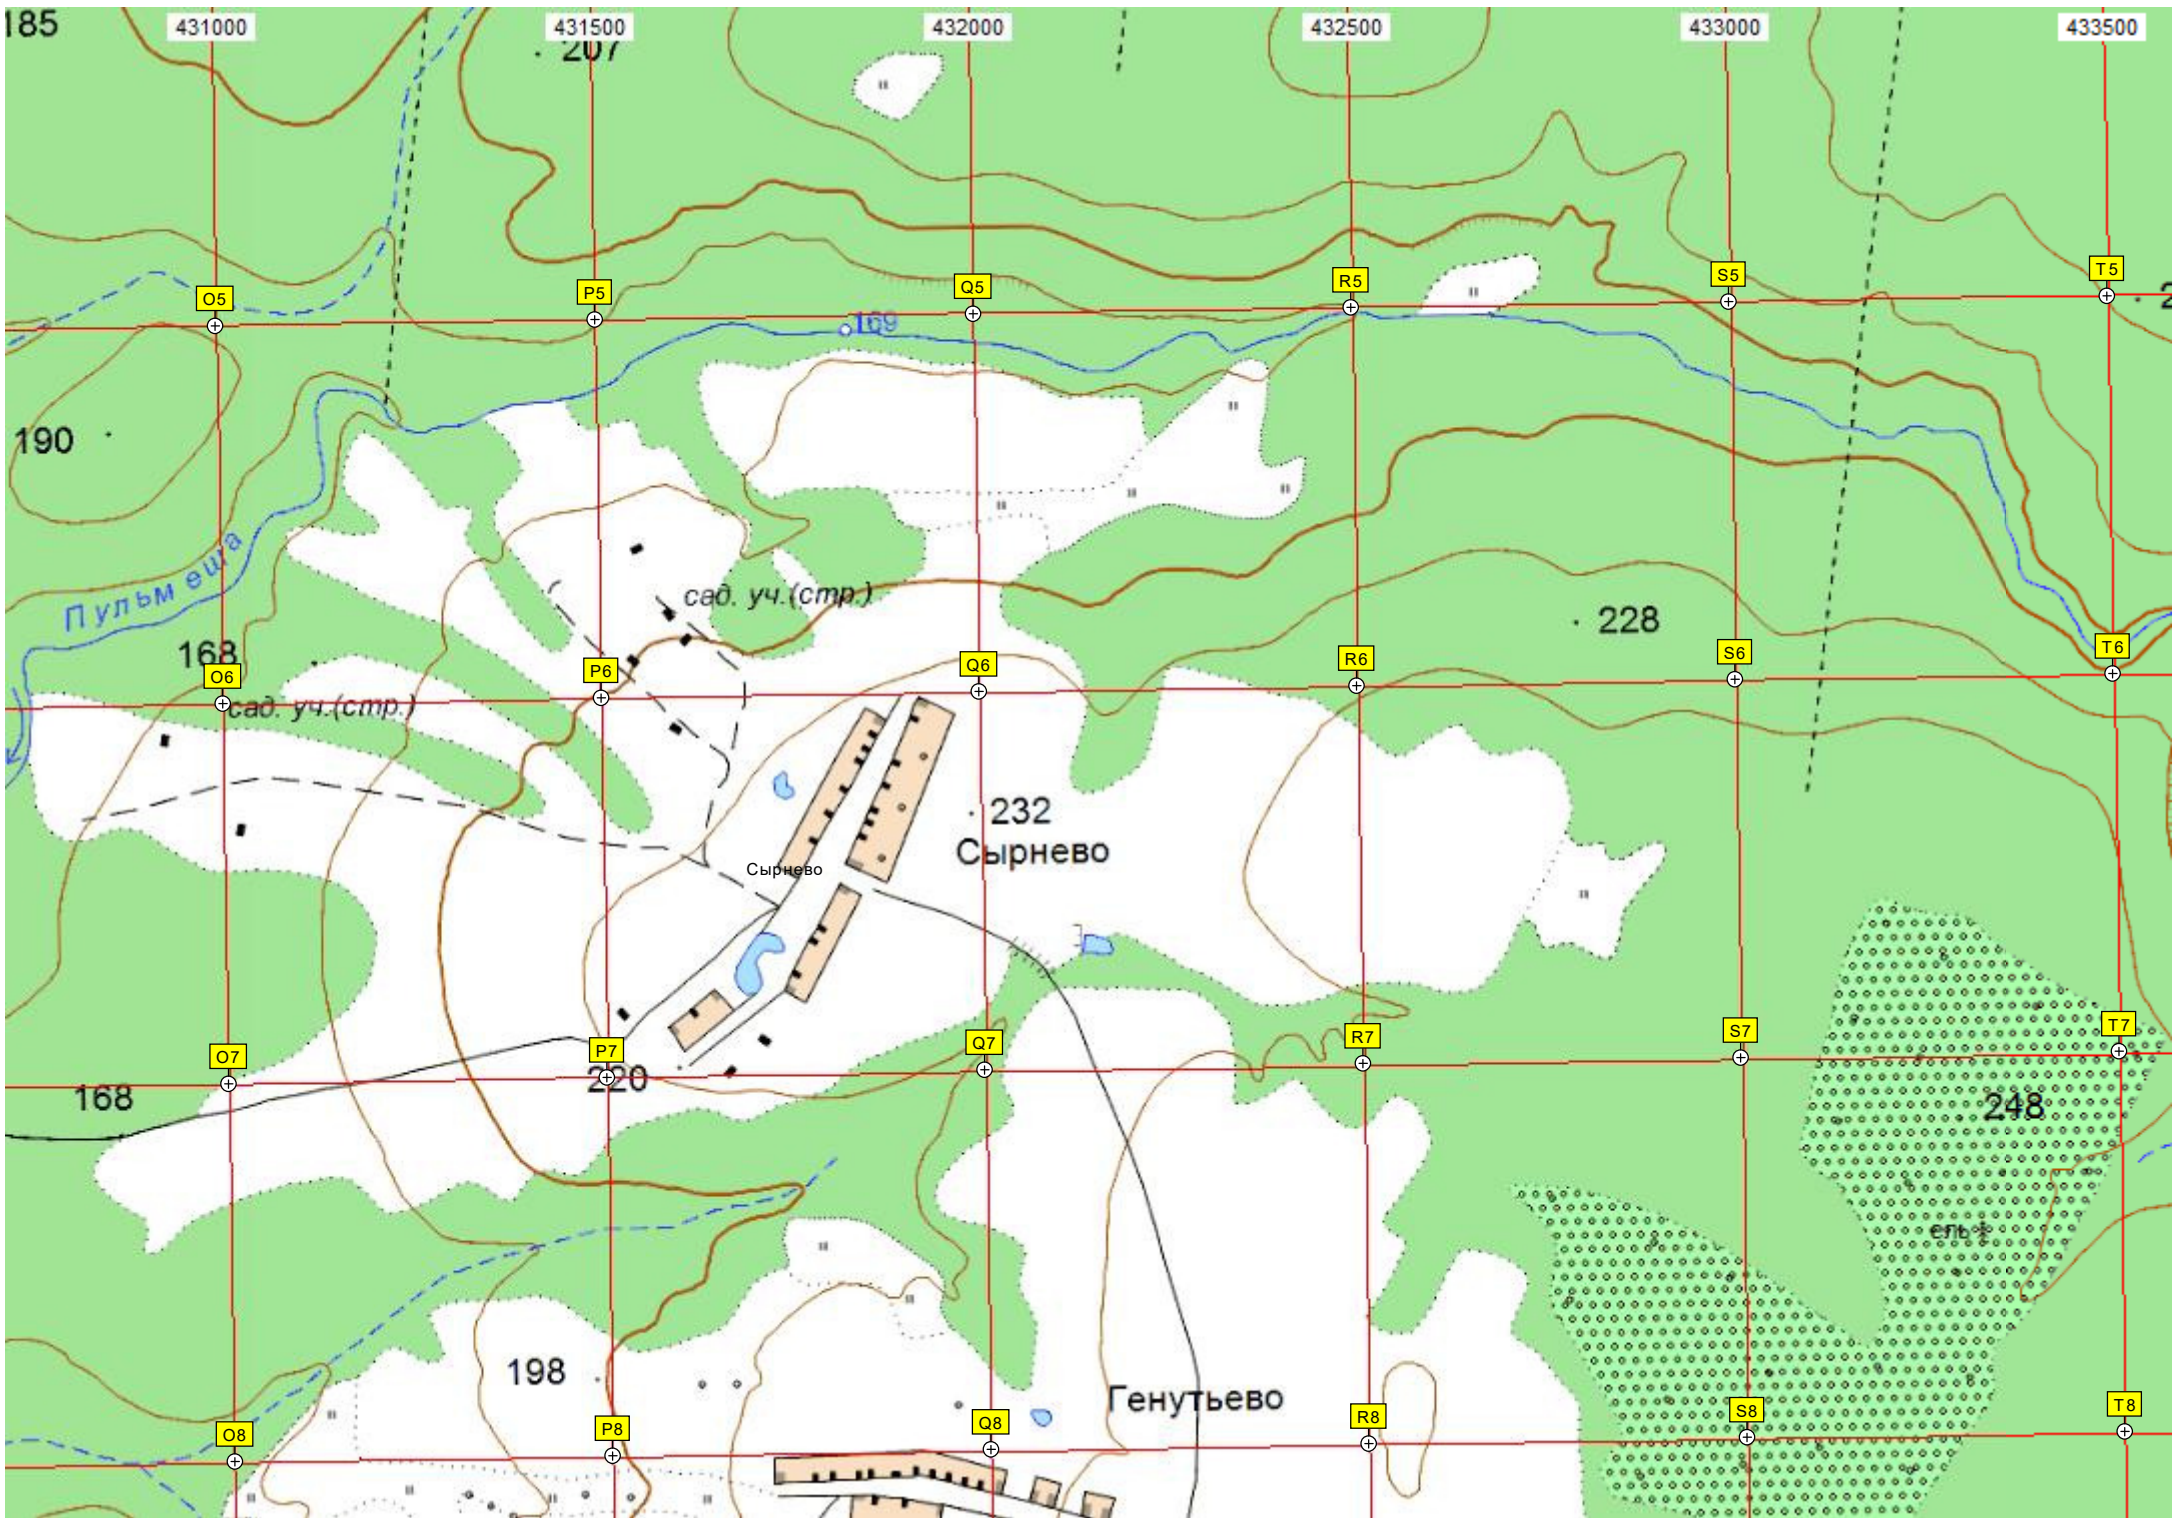 185
431000
431500
432000
432500
433000
433500
207
O5
P5
Q5
R5
S5
T5
169
190
Пульмеша
сад. уч.(стр.)
228
168
O6
P6
Q6
R6
S6
T6
сад. уч.(стр.)
232
Сырнево
Сырнево
O7
P7
Q7
R7
S7
T7
168
220
248
ель
198
Генутьево
O8
P8
Q8
R8
S8
T8